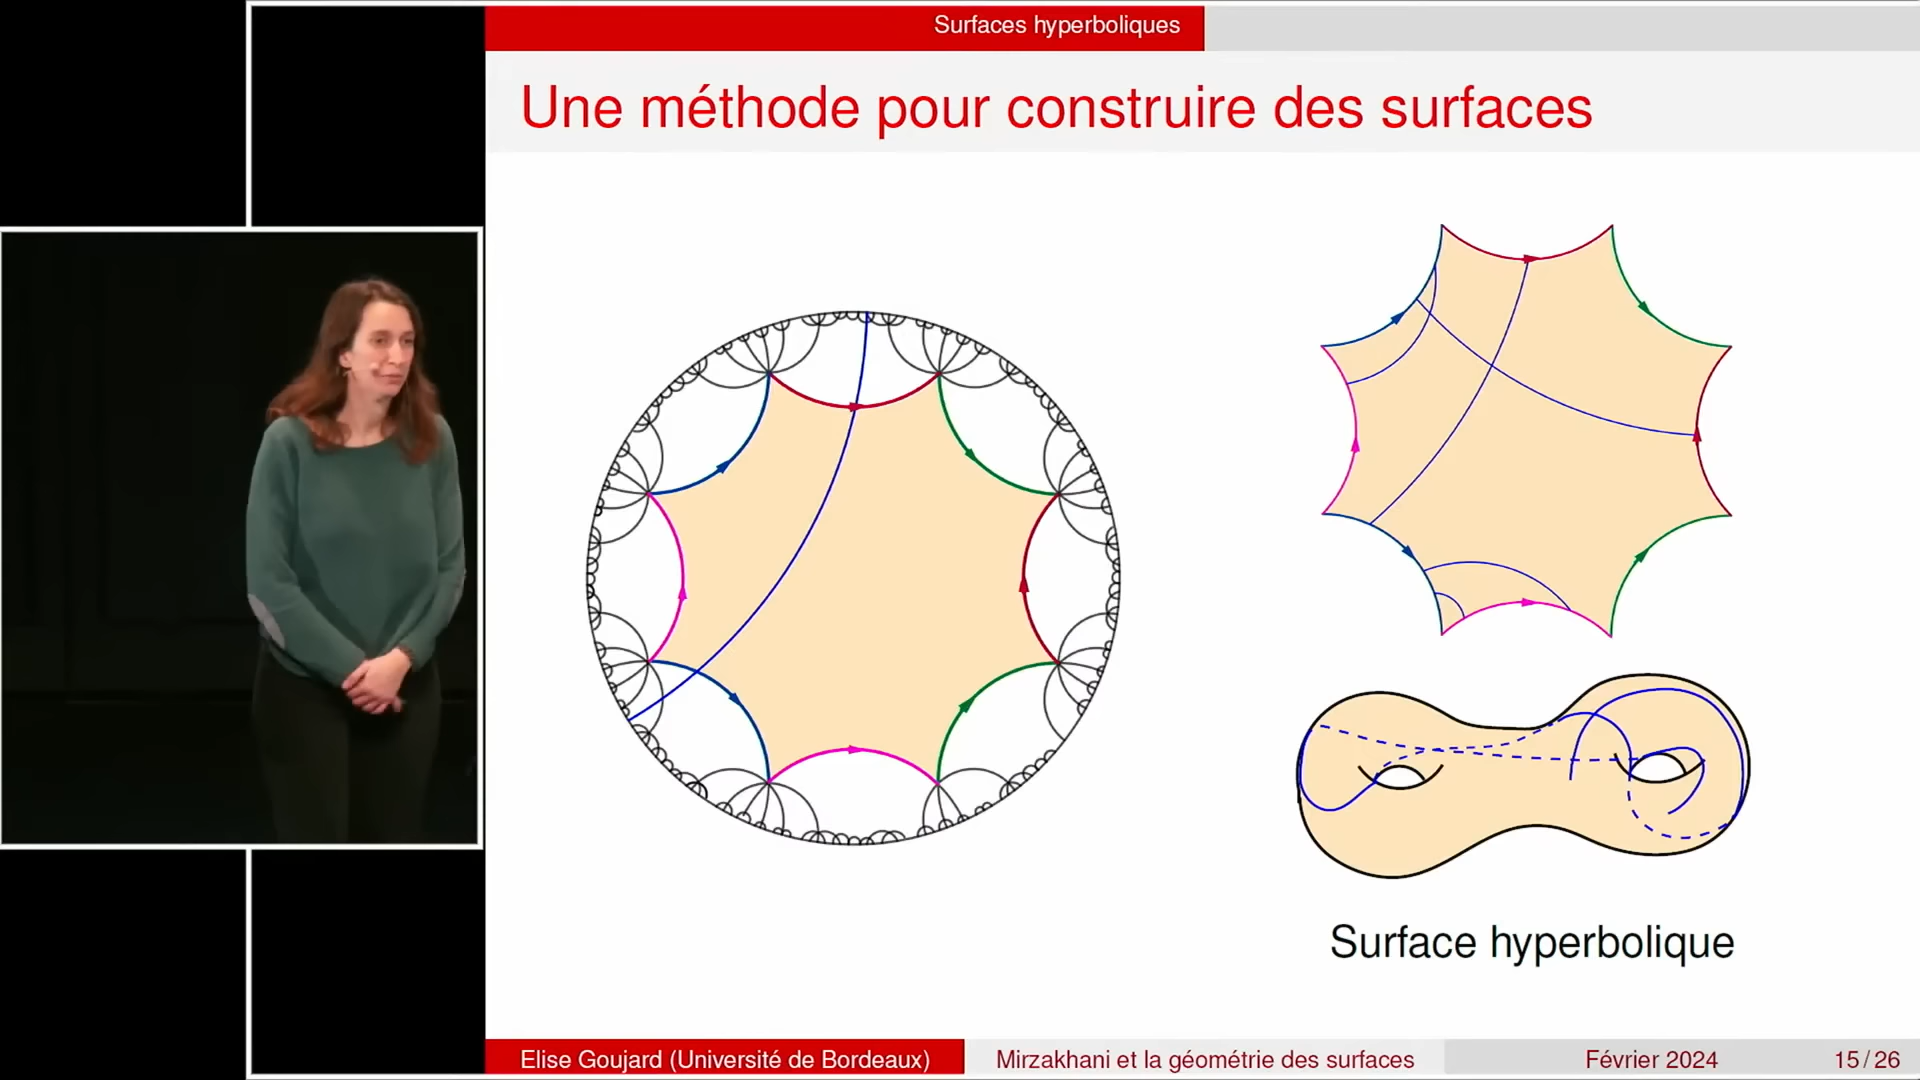 Surfaces hyperboliques
Une méthode pour construire des surfaces
Surface hyperbolique
Elise Goujard (Université de Bordeaux)
Mirzakhani et la géométrie des surfaces
Février 2024
15 / 26